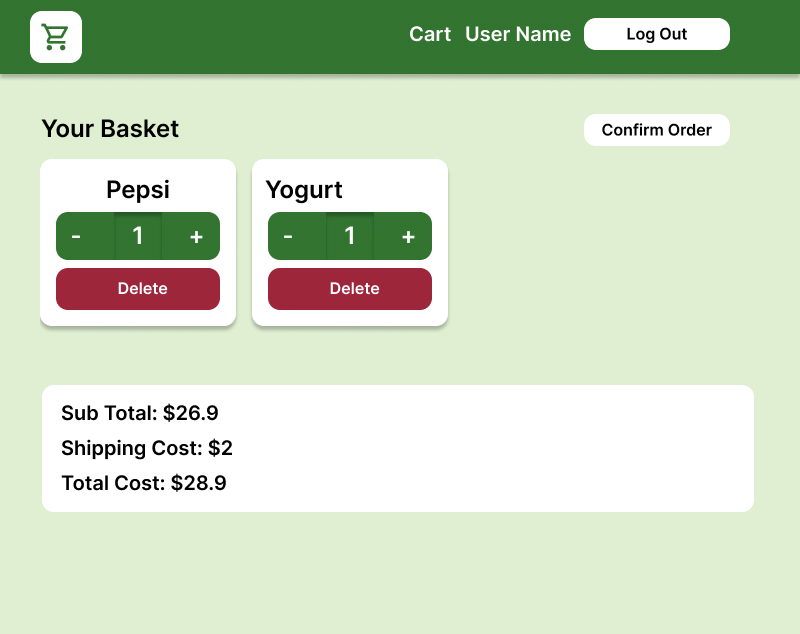 Cart User Name Log Out
Your Basket Confirm Order
Pepsi Yogurt
- 1 + - 1 +
Delete Delete
Sub Total: $26.9
Shipping Cost: $2
Total Cost: $28.9